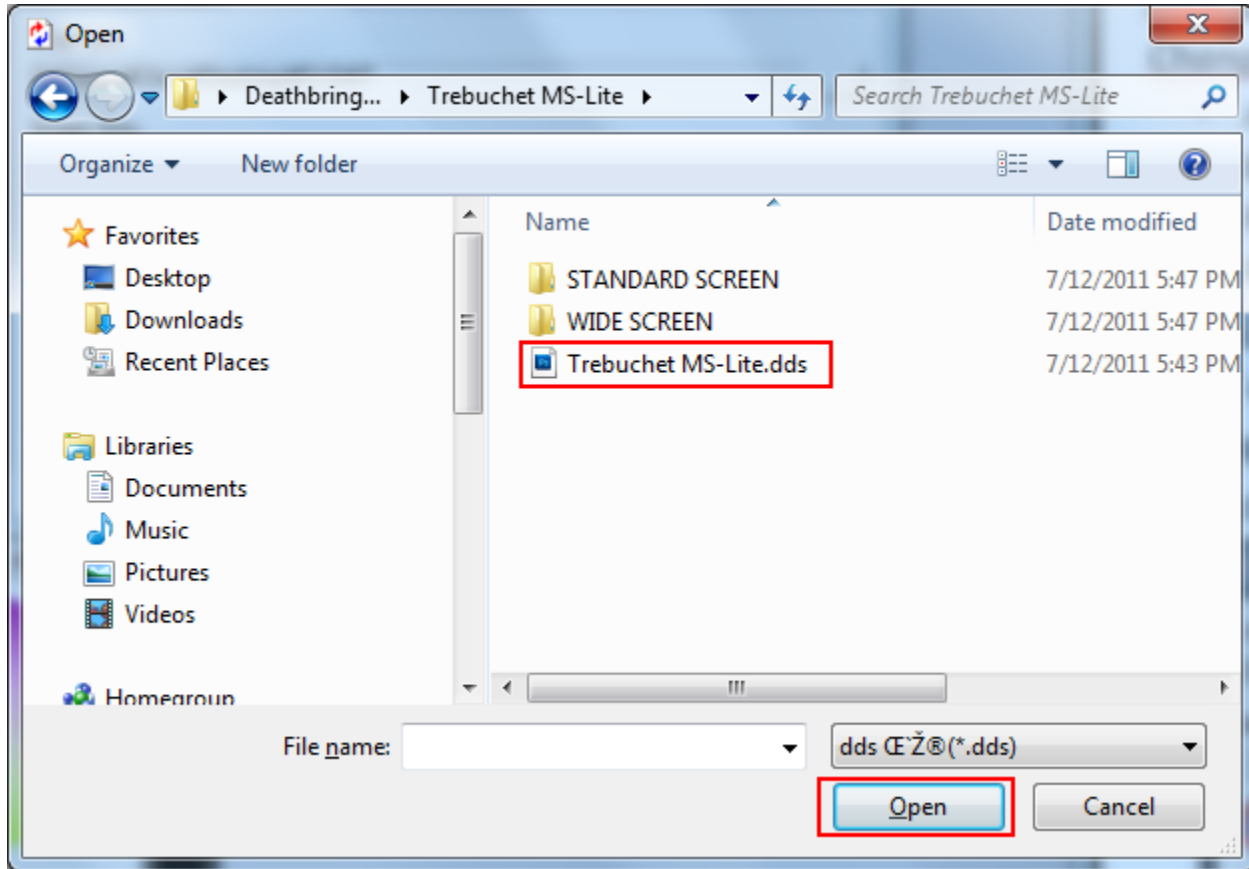 Open
Deathbring... Trebuchet MS-Lite
Search Trebuchet MS-Lite
Organize New folder
Name Date modified
Favorites
Desktop
Downloads
Recent Places
Libraries
Documents
Music
Pictures
Videos
Homegroup
STANDARD SCREEN 7/12/2011 5:47 PM
WIDE SCREEN 7/12/2011 5:47 PM
Trebuchet MS-Lite.dds 7/12/2011 5:43 PM
File name:
dds Œ`Ž®(*.dds)
Open Cancel